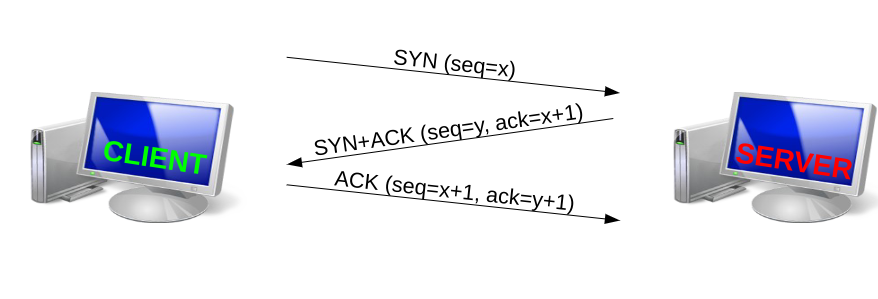 SYN (seq=x)
SYN+ACK (seq=y, ack=x+1)
CLIENT
SERVER
ACK (seq=x+1, ack=y+1)